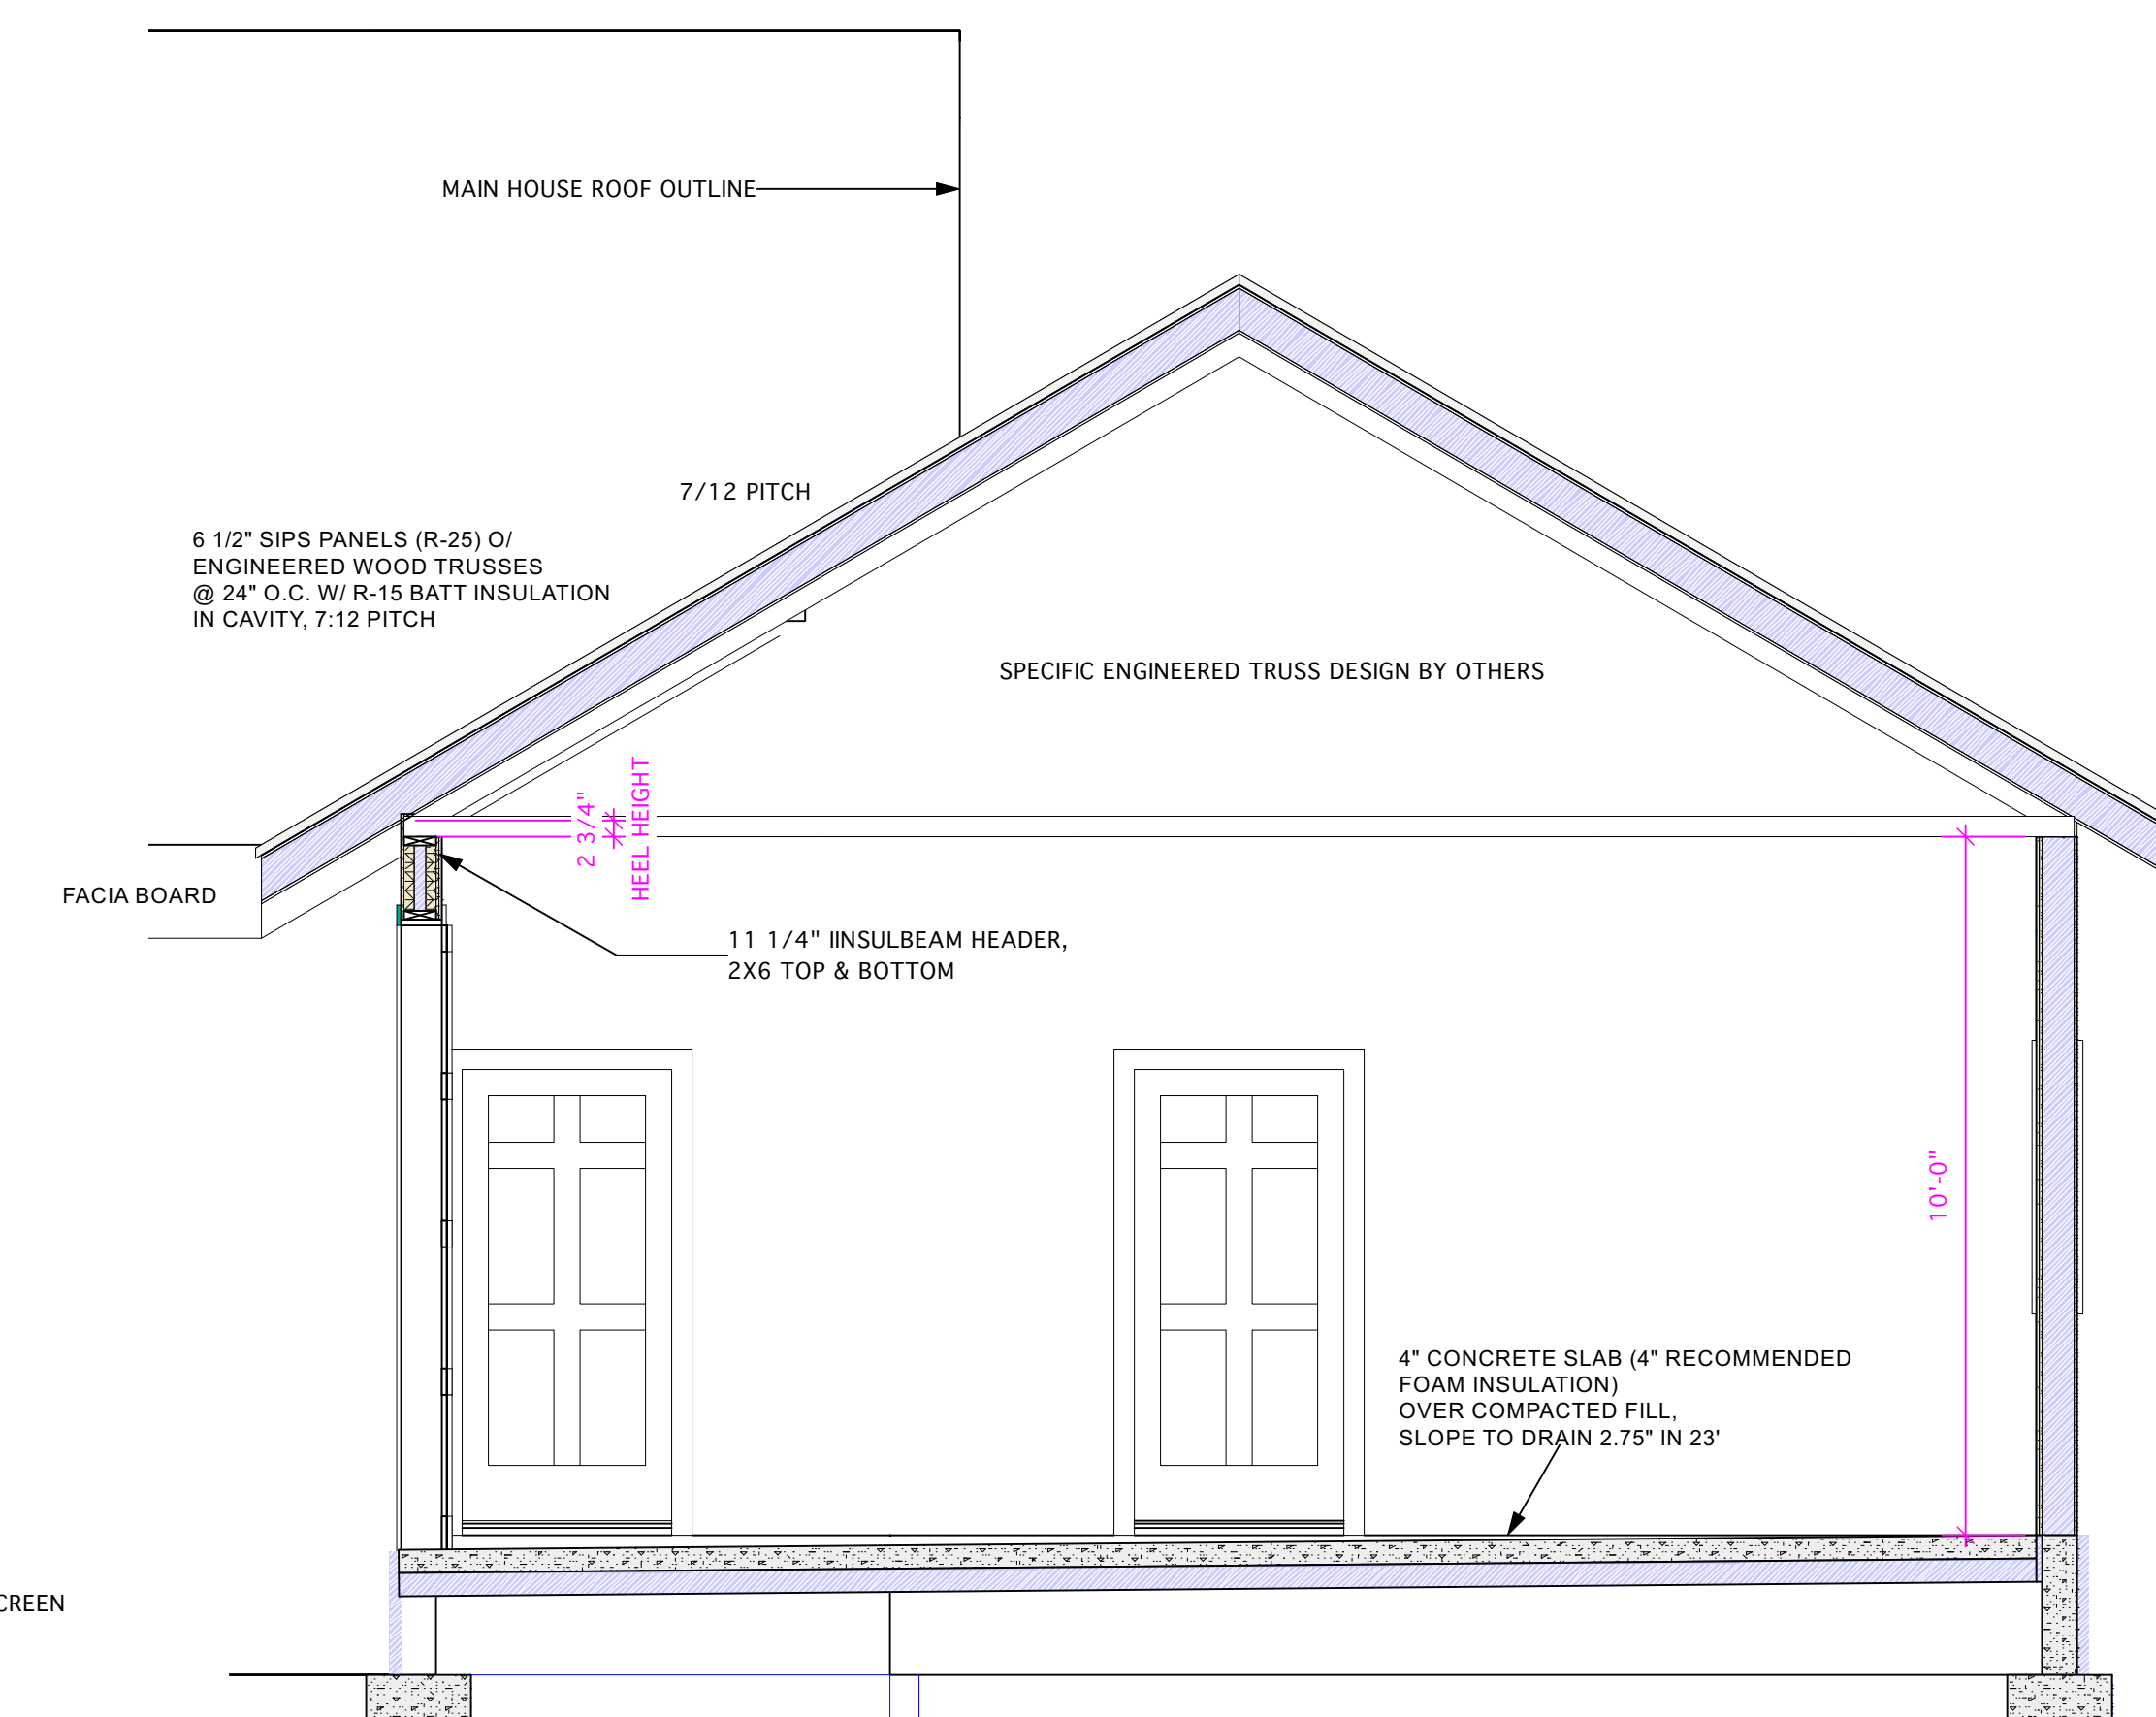 MAIN HOUSE ROOF OUTLINE
7/12 PITCH
6 1/2" SIPS PANELS (R-25) O/
ENGINEERED WOOD TRUSSES
@ 24" O.C. W/ R-15 BATT INSULATION
IN CAVITY, 7:12 PITCH
SPECIFIC ENGINEERED TRUSS DESIGN BY OTHERS
2 3/4"
HEEL HEIGHT
FACIA BOARD
11 1/4" IINSULBEAM HEADER,
2X6 TOP & BOTTOM
10'-0"
4" CONCRETE SLAB (4" RECOMMENDED
FOAM INSULATION)
OVER COMPACTED FILL,
SLOPE TO DRAIN 2.75" IN 23'
CREEN